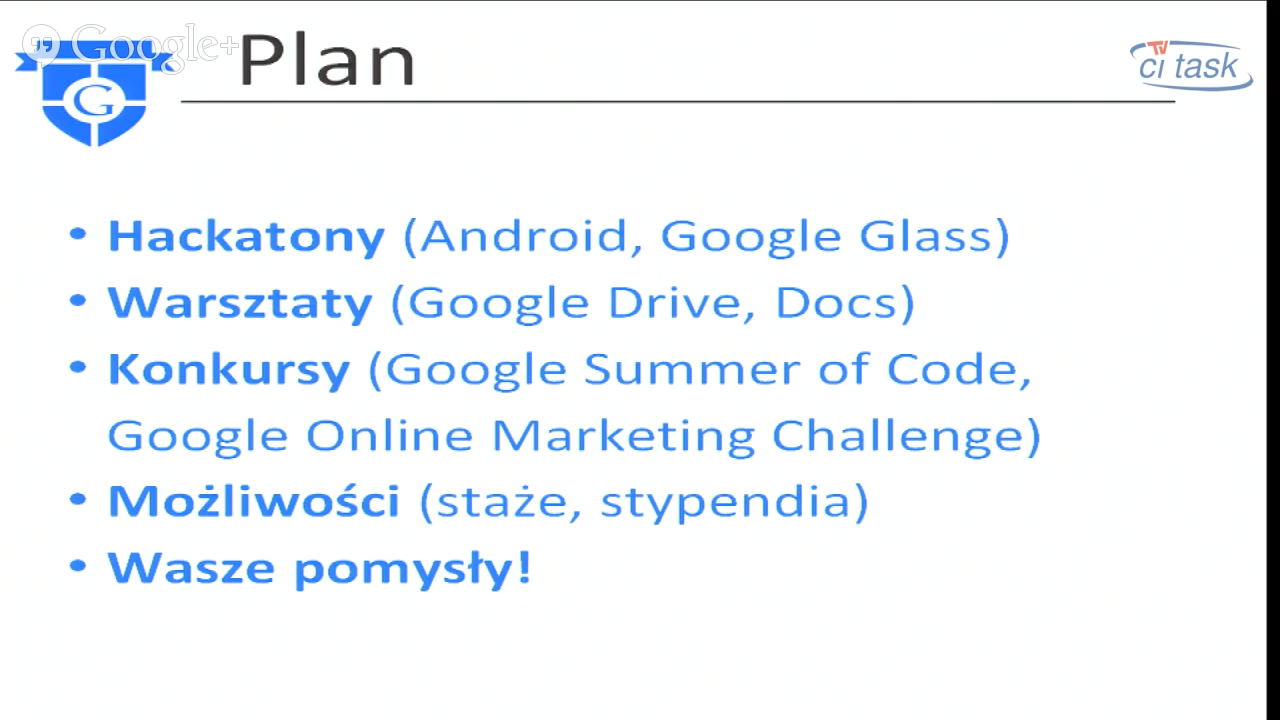 Google+
Plan
G
TV
ci task
• Hackatony (Android, Google Glass)
• Warsztaty (Google Drive, Docs)
• Konkursy (Google Summer of Code,
Google Online Marketing Challenge)
• Możliwości (staże, stypendia)
• Wasze pomysły!